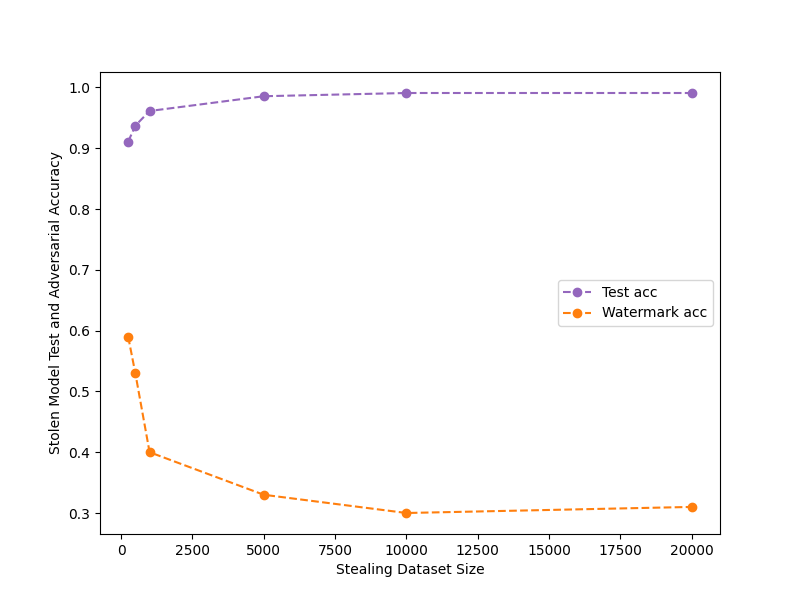 1.0
0.9
0.8
0.7
0.6
0.5
0.4
0.3
Stolen Model Test and Adversarial Accuracy
Test acc
Watermark acc
0 2500 5000 7500 10000 12500 15000 17500 20000
Stealing Dataset Size